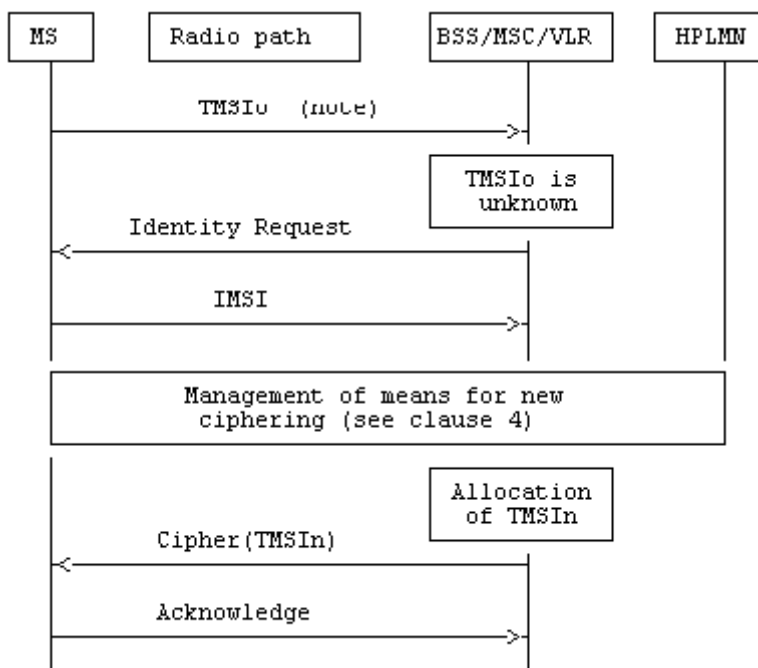 MS
Radio path
BSS/MSC/VLR
HPLMN
TMSIo (note)
TMSIo is
unknown
Identity Request
IMSI
Management of means for new
ciphering (see clause 4)
Allocation
of TMSIn
Cipher(TMSIn)
Acknowledge